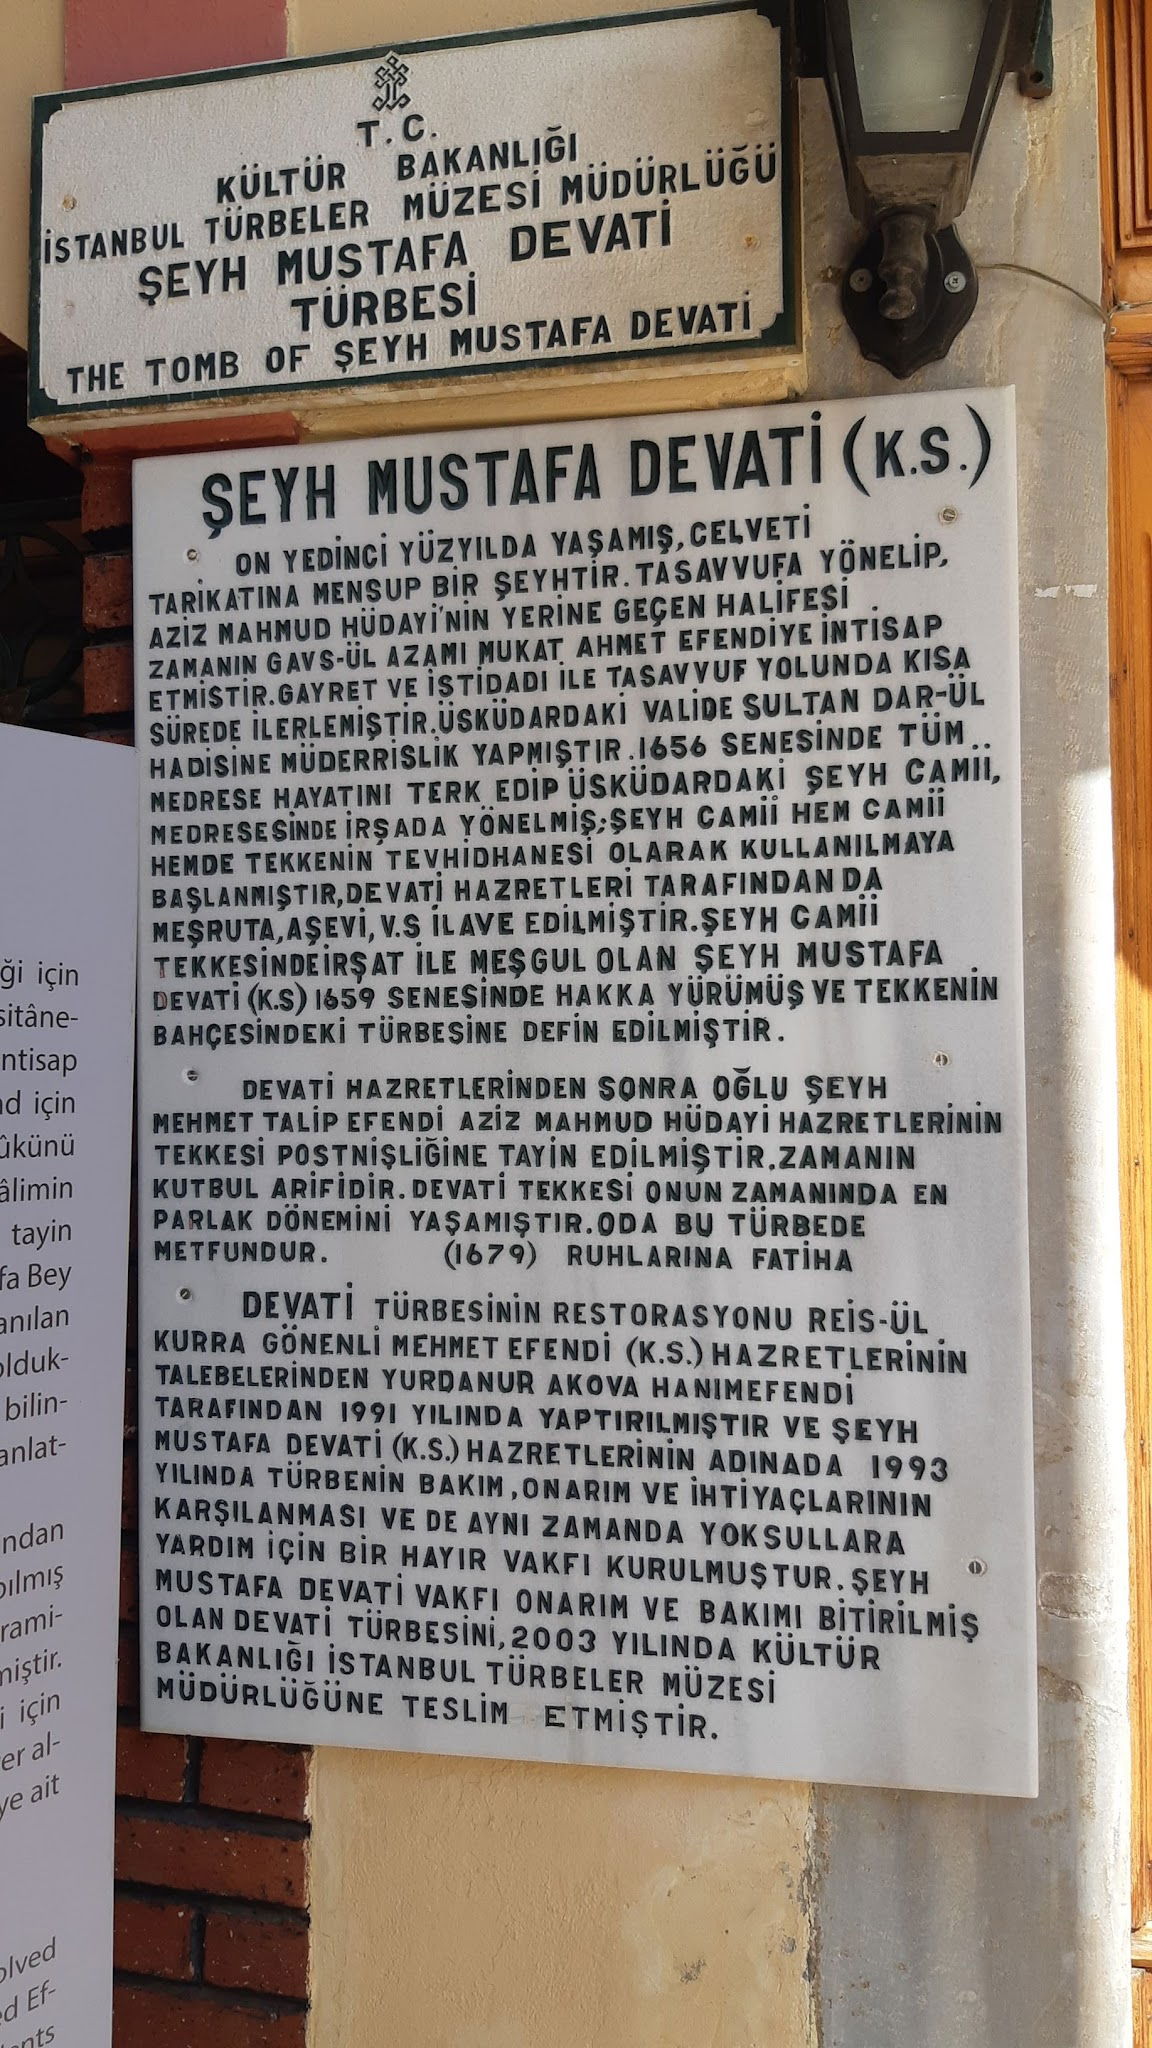 T.C.
KÜLTÜR BAKANLIĞI
İSTANBUL TÜRBELER MÜZESİ MÜDÜRLÜĞÜ
ŞEYH MUSTAFA DEVATİ
TÜRBESİ
THE TOMB OF ŞEYH MUSTAFA DEVATİ
ŞEYH MUSTAFA DEVATİ (K.S.)
ON YEDİNCİ YÜZYILDA YAŞAMIŞ, CELVETİ
TARİKATINA MENSUP BİR ŞEYHTİR. TASAVVUFA YÖNELİP,
AZİZ MAHMUD HÜDAYİ'NİN YERİNE GEÇEN HALİFESİ
ZAMANIN GAVS-ÜL AZAMI MUKAT AHMET EFENDİYE İNTİSAP
ETMİSTİR. GAYRET VE İSTİDADI İLE TASAVVUF YOLUNDA KISA
SÜREDE İLERLEMİŞTİR. ÜSKÜDARDAKİ VALİDE SULTAN DAR-ÜL
HADİSİNE MÜDERRİSLİK YAPMIŞTIR. 1656 SENESİNDE TÜM
MEDRESE HAYATINI TERK EDİP ÜSKÜDARDAKİ ŞEYH CAMİİ,
MEDRESESİNDE İRŞADA YÖNELMİŞ; ŞEYH CAMİİ HEM CAMİİ
HEMDE TEKKENİN TEVHİDHANESİ OLARAK KULLANILMAYA
BAŞLANMIŞTIR, DEVATİ HAZRETLERİ TARAFINDAN DA
MEŞRUTA, AŞEVİ, V.S İLAVE EDİLMİŞTİR. ŞEYH CAMİİ
TEKKESİNDE İRŞAT İLE MEŞGUL OLAN ŞEYH MUSTAFA
DEVATİ (K.S) 1659 SENESİNDE HAKKA YÜRÜMÜŞ VE TEKKENİN
BAHÇESİNDEKİ TÜRBESİNE DEFİN EDİLMİŞTİR.
DEVATİ HAZRETLERİNDEN SONRA OĞLU ŞEYH
MEHMET TALİP EFENDİ AZİZ MAHMUD HÜDAYİ HAZRETLERİNİN
TEKKESİ POSTNİŞLİĞİNE TAYİN EDİLMİŞTİR. ZAMANIN
KUTBUL ARİFİDİR. DEVATİ TEKKESİ ONUN ZAMANINDA EN
PARLAK DÖNEMİNİ YAŞAMIŞTIR. ODA BU TÜRBEDE
METFUNDUR. (1679) RUHLARINA FATİHA
DEVATİ TÜRBESİNİN RESTORASYONU REİS-ÜL
KURRA GÖNENLİ MEHMET EFENDİ (K.S.) HAZRETLERİNİN
TALEBELERİNDEN YURDANUR AKOVA HANIMEFENDİ
TARAFINDAN 1991 YILINDA YAPTIRILMIŞTIR VE ŞEYH
MUSTAFA DEVATİ (K.S.) HAZRETLERİNİN ADINADA 1993
YILINDA TÜRBENİN BAKIM, ONARIM VE İHTİYAÇLARININ
KARŞILANMASI VE DE AYNI ZAMANDA YOKSULLARA
YARDIM İÇİN BİR HAYIR VAKFI KURULMUŞTUR. ŞEYH
MUSTAFA DEVATİ VAKFI ONARIM VE BAKIMI BİTİRİLMİŞ
OLAN DEVATİ TÜRBESİNİ, 2003 YILINDA KÜLTÜR
BAKANLIĞI İSTANBUL TÜRBELER MÜZESİ
MÜDÜRLÜĞÜNE TESLİM ETMİŞTİR.
için
için
tayin
Bey
için
ait